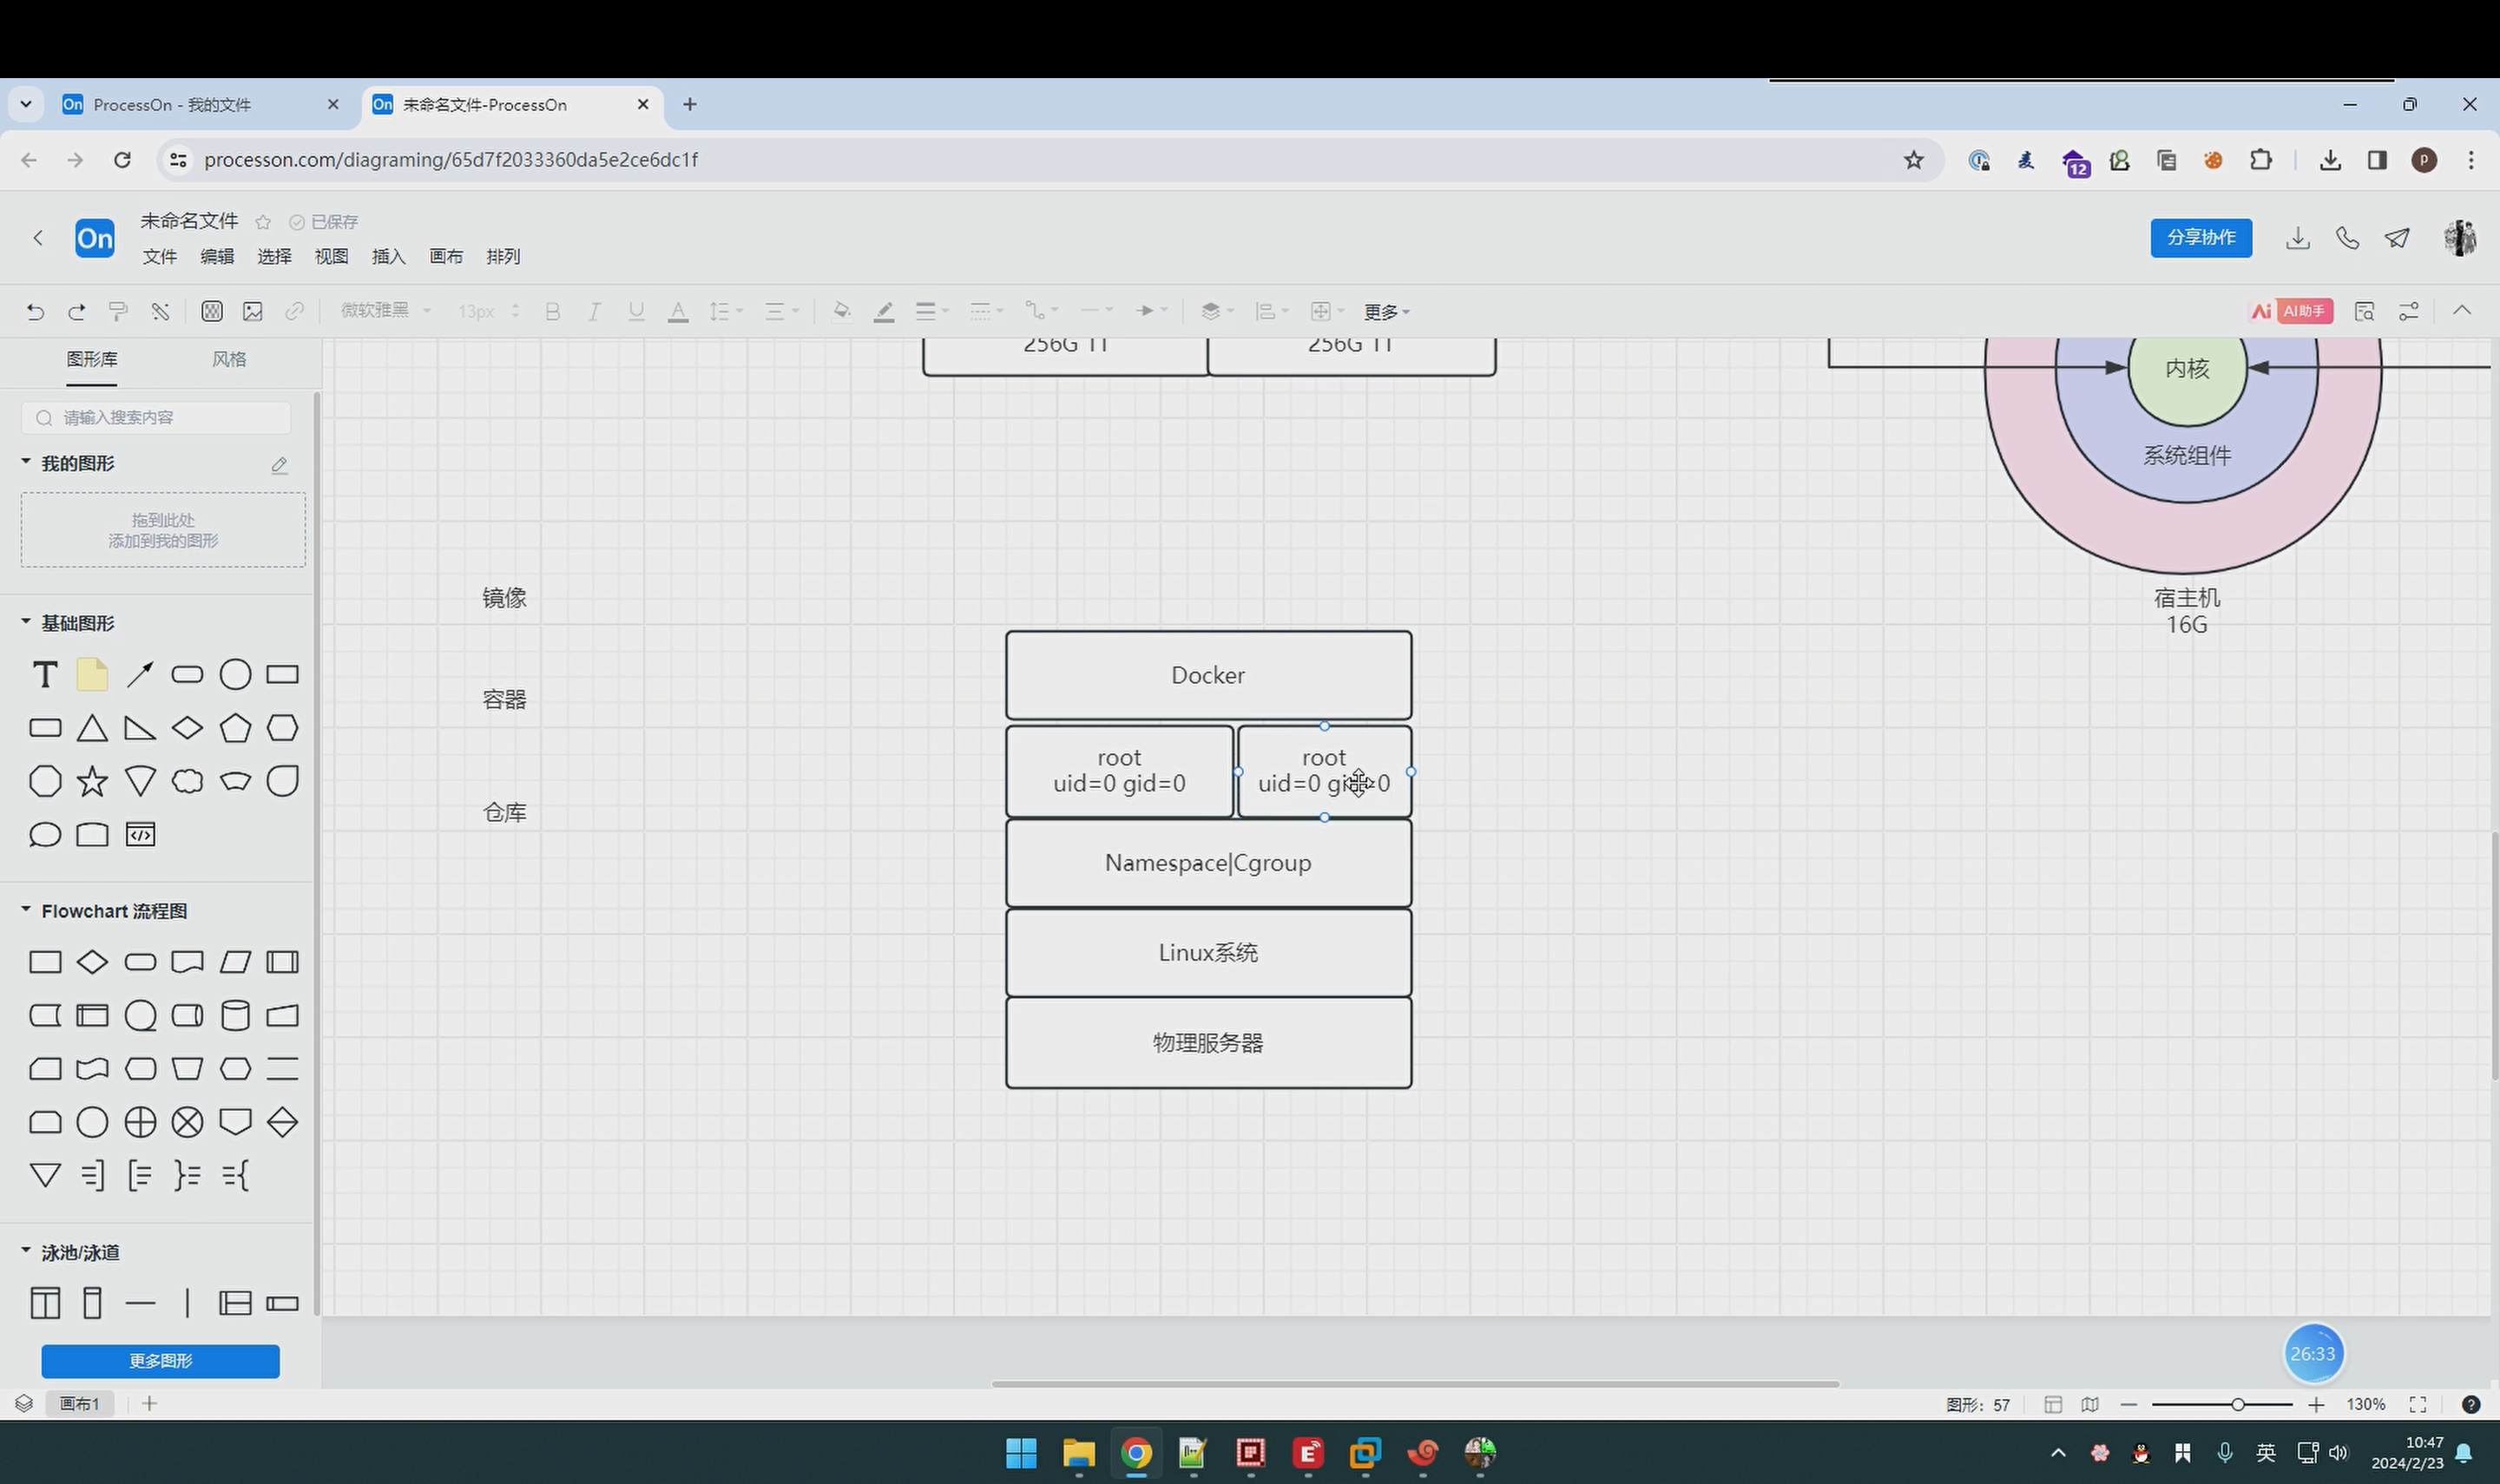 ProcessOn - 我的文件
未命名文件-ProcessOn
processon.com/diagraming/65d7f2033360da5e2ce6dc1f
12
P
On
未命名文件
已保存
文件 编辑 选择 视图 插入 画布 排列
分享协作
微软雅黑
13px
更多
Ai AI助手
图形库 风格
请输入搜索内容
我的图形
拖到此处
添加到我的图形
基础图形
Flowchart 流程图
泳池/泳道
更多图形
256G 1T
256G 1T
内核
系统组件
宿主机
16G
镜像
容器
仓库
Docker
root
uid=0 gid=0
root
uid=0 gid=0
Namespace|Cgroup
Linux系统
物理服务器
26:33
画布1
图形: 57
130%
英
10:47
2024/2/23